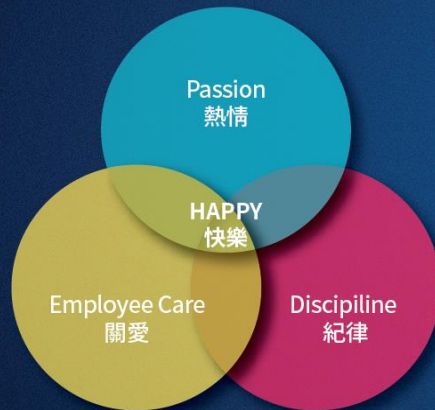 Passion
熱情
HAPPY
快樂
Employee Care
關愛
Discipiline
紀律